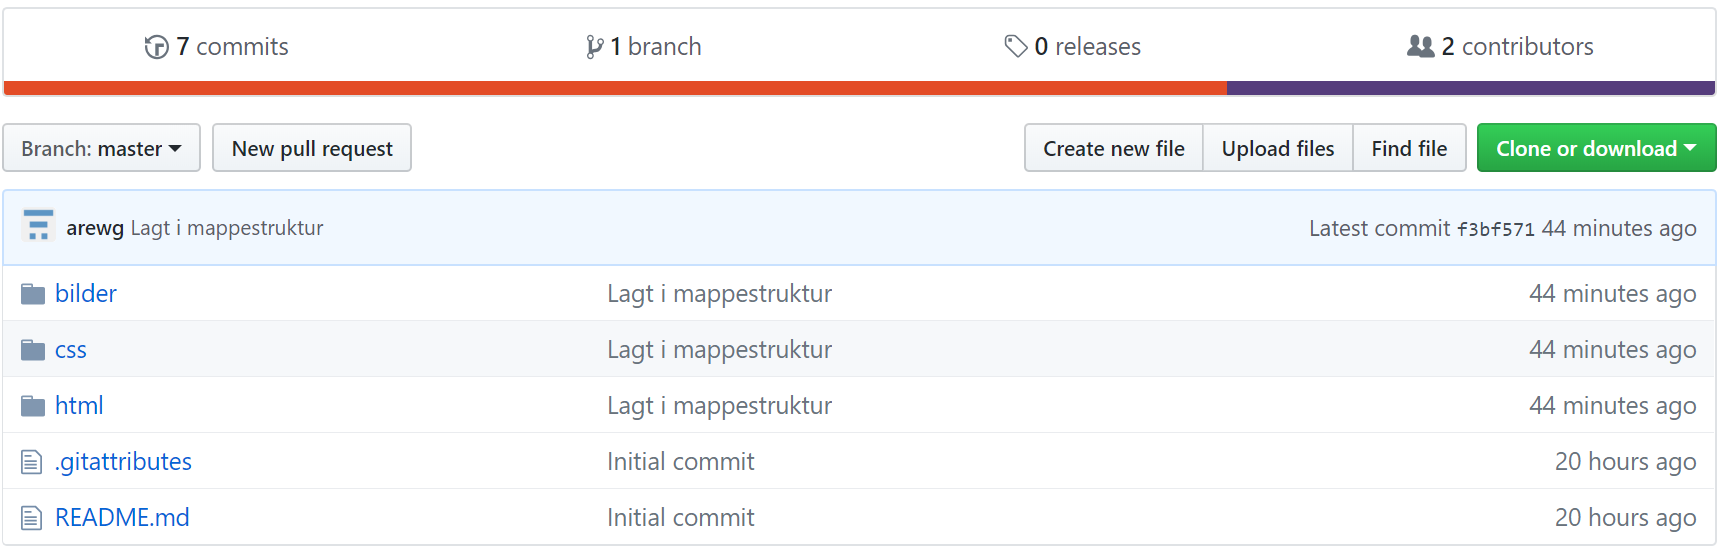 7 commits 1 branch 0 releases 2 contributors
Branch: master New pull request Create new file Upload files Find file Clone or download
arewg Lagt i mappestruktur Latest commit f3bf571 44 minutes ago
bilder Lagt i mappestruktur 44 minutes ago
css Lagt i mappestruktur 44 minutes ago
html Lagt i mappestruktur 44 minutes ago
.gitattributes Initial commit 20 hours ago
README.md Initial commit 20 hours ago